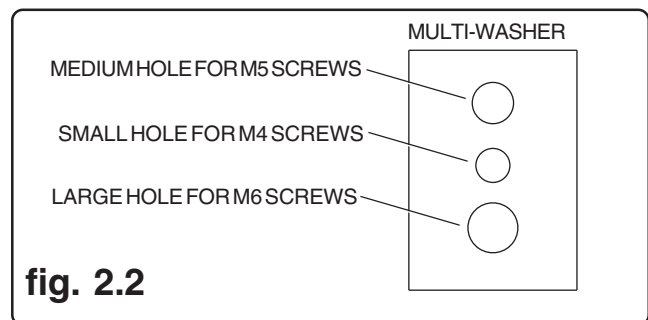 MULTI-WASHER
MEDIUM HOLE FOR M5 SCREWS
SMALL HOLE FOR M4 SCREWS
LARGE HOLE FOR M6 SCREWS
fig. 2.2